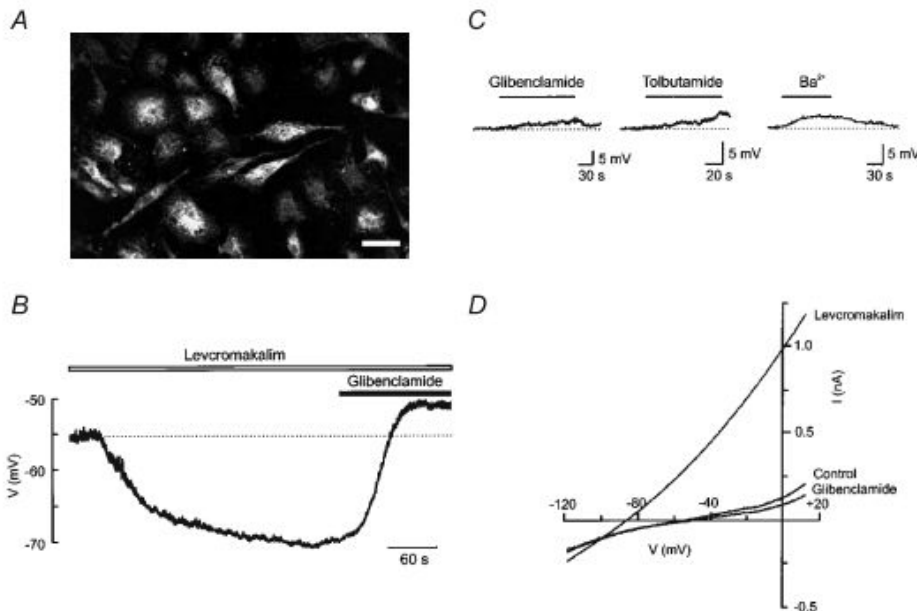 A
C
Glibenclamide Tolbutamide Ba²⁺
5 mV 5 mV 5 mV
30 s 20 s 30 s
B
D
Levcromakalim
Glibenclamide
-50
-60
-70
V (mV)
60 s
Levcromakalim
1.0
I (nA)
0.5
Control
Glibenclamide
-120 -80 -40 +20
V (mV)
-0.5